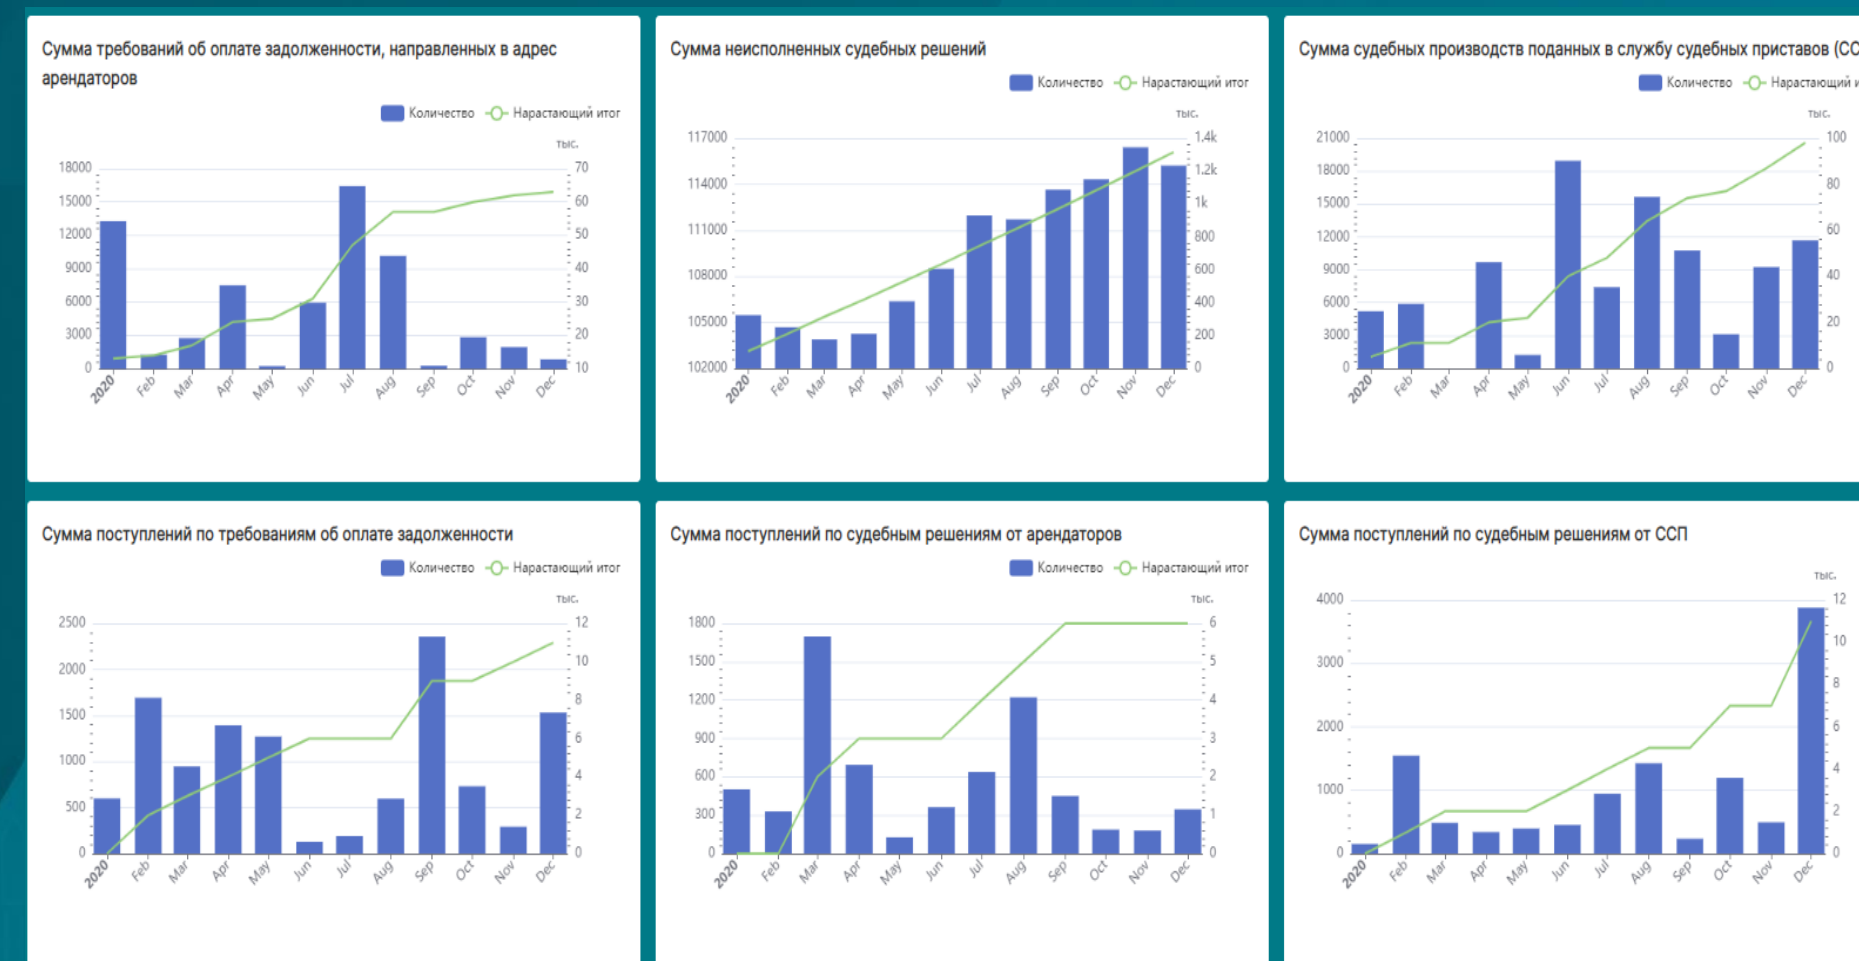 Сумма требований об оплате задолженности, направленных в адрес
арендаторов
Количество Нарастающий итог
тыс.
18000 70
15000 60
12000 50
9000 40
6000 30
3000 20
0 10
2020 Feb Mar Apr May Jun Jul Aug Sep Oct Nov Dec
Сумма неисполненных судебных решений
Количество Нарастающий итог
тыс.
117000 1.4k
1.2k
114000
1k
111000 800
108000 600
400
105000 200
102000 0
2020 Feb Mar Apr May Jun Jul Aug Sep Oct Nov Dec
Сумма судебных производств поданных в службу судебных приставов (СС
Количество Нарастающий и
тыс.
21000 100
18000 80
15000
12000 60
9000 40
6000 20
3000
0 0
2020 Feb Mar Apr May Jun Jul Aug Sep Oct Nov Dec
Сумма поступлений по требованиям об оплате задолженности
Количество Нарастающий итог
тыс.
2500 12
2000 10
8
1500 6
1000 4
500 2
0 0
2020 Feb Mar Apr May Jun Jul Aug Sep Oct Nov Dec
Сумма поступлений по судебным решениям от арендаторов
Количество Нарастающий итог
тыс.
1800 6
1500 5
1200 4
900 3
600 2
300 1
0 0
2020 Feb Mar Apr May Jun Jul Aug Sep Oct Nov Dec
Сумма поступлений по судебным решениям от ССП
тыс.
4000 12
10
3000 8
2000 6
4
1000 2
0 0
2020 Feb Mar Apr May Jun Jul Aug Sep Oct Nov Dec